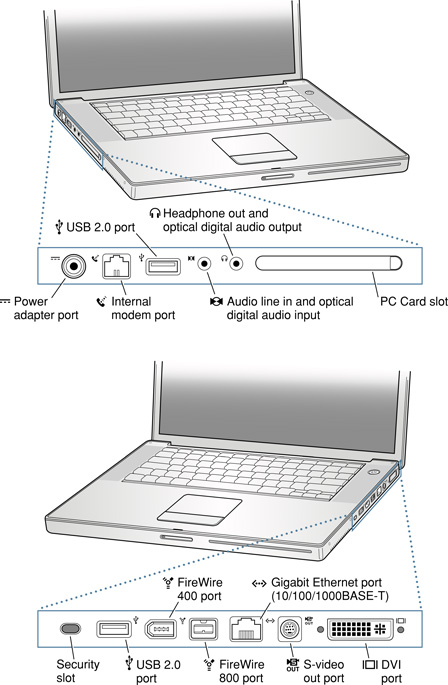 Headphone out and
optical digital audio output
USB 2.0 port
Power
adapter port
Internal
modem port
Audio line in and optical
digital audio input
PC Card slot
FireWire
400 port
Gigabit Ethernet port
(10/100/1000BASE-T)
OUT
Security
slot
USB 2.0
port
FireWire
800 port
OUT
S-video
out port
DVI
port